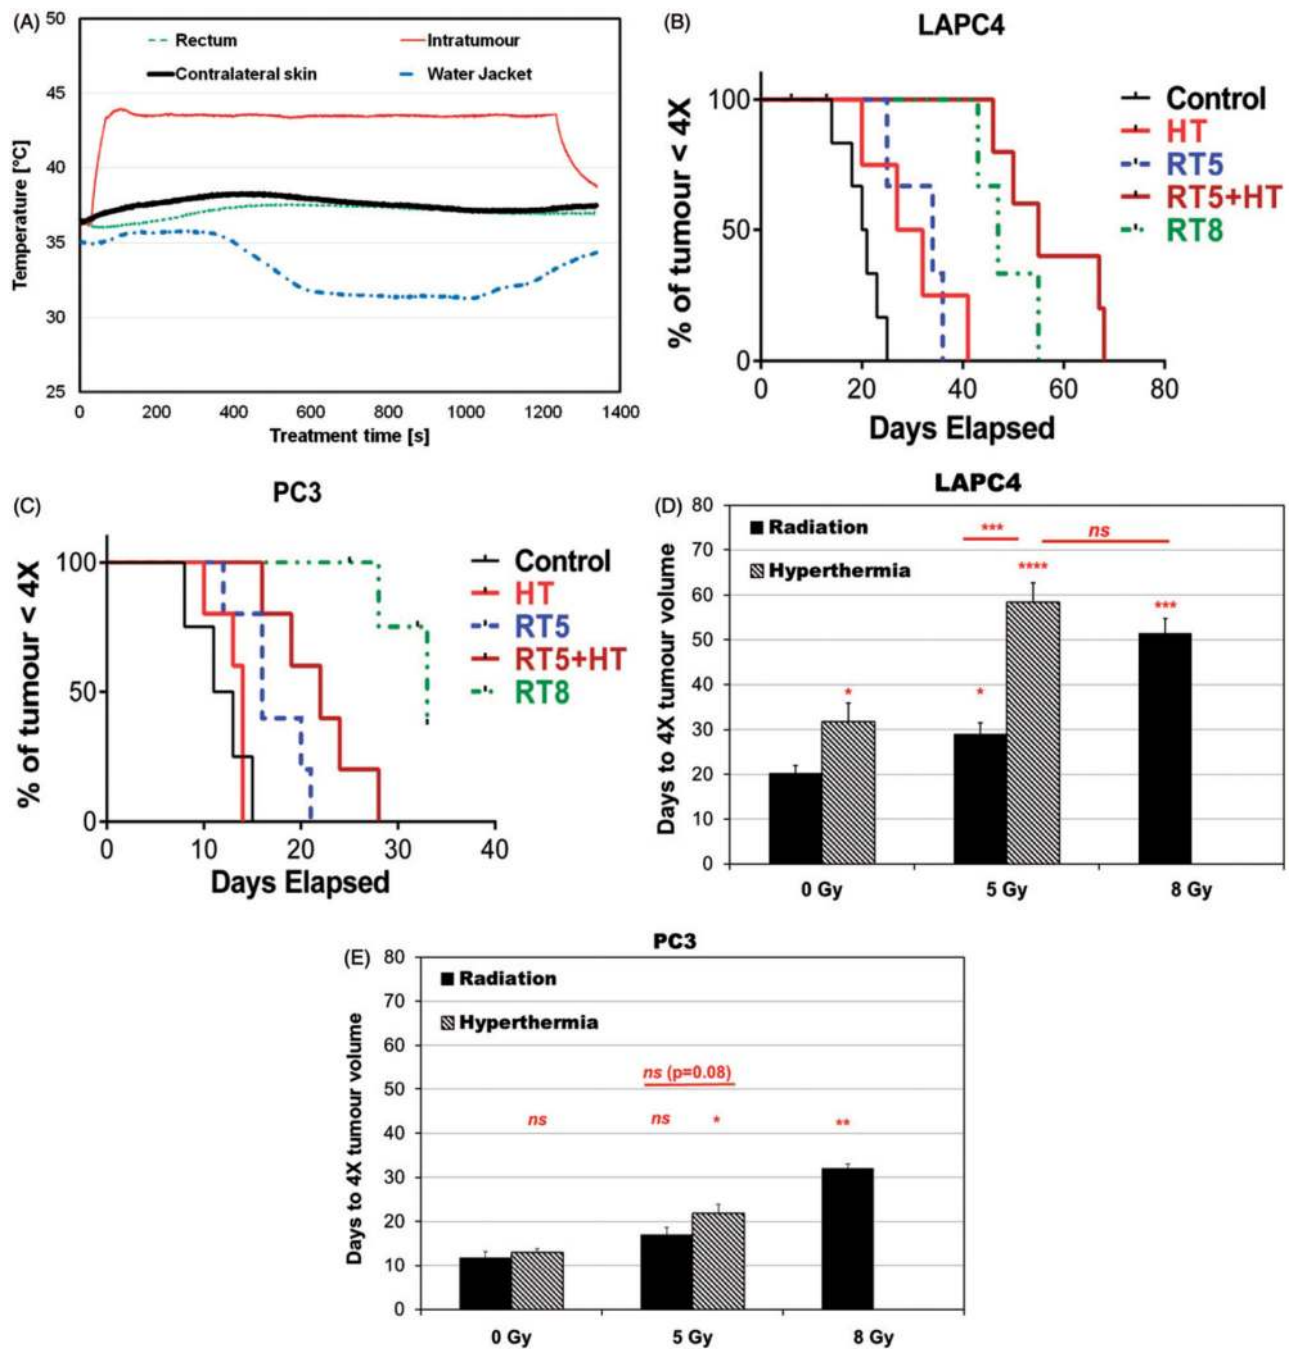 (A)
50
45
40
35
30
25
Temperature [°C]
Rectum
Intratumour
Contralateral skin
Water Jacket
0 200 400 600 800 1000 1200 1400
Treatment time [s]
(B)
LAPC4
100
50
0
% of tumour < 4X
Control
HT
RT5
RT5+HT
RT8
0 20 40 60 80
Days Elapsed
(C)
PC3
100
50
0
% of tumour < 4X
Control
HT
RT5
RT5+HT
RT8
0 10 20 30 40
Days Elapsed
(D)
LAPC4
80
70
60
50
40
30
20
10
0
Days to 4X tumour volume
Radiation
Hyperthermia
*** ns
****
***
* *
0 Gy 5 Gy 8 Gy
(E)
PC3
80
70
60
50
40
30
20
10
0
Days to 4X tumour volume
Radiation
Hyperthermia
ns (p=0.08)
ns ns * **
0 Gy 5 Gy 8 Gy